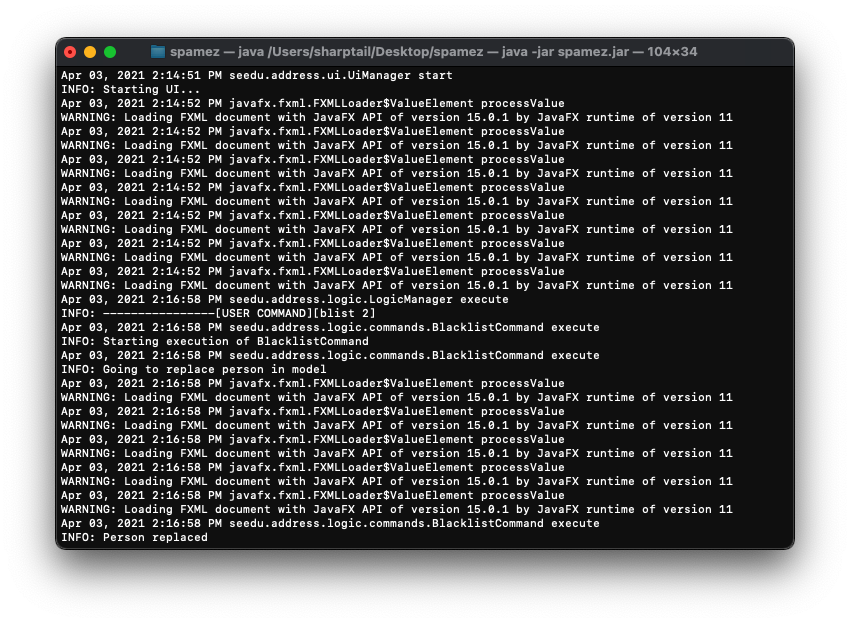 spamez — java /Users/sharptail/Desktop/spamez — java -jar spamez.jar — 104×34
Apr 03, 2021 2:14:51 PM seedu.address.ui.UiManager start
INFO: Starting UI...
Apr 03, 2021 2:14:52 PM javafx.fxml.FXMLLoader$ValueElement processValue
WARNING: Loading FXML document with JavaFX API of version 15.0.1 by JavaFX runtime of version 11
Apr 03, 2021 2:14:52 PM javafx.fxml.FXMLLoader$ValueElement processValue
WARNING: Loading FXML document with JavaFX API of version 15.0.1 by JavaFX runtime of version 11
Apr 03, 2021 2:14:52 PM javafx.fxml.FXMLLoader$ValueElement processValue
WARNING: Loading FXML document with JavaFX API of version 15.0.1 by JavaFX runtime of version 11
Apr 03, 2021 2:14:52 PM javafx.fxml.FXMLLoader$ValueElement processValue
WARNING: Loading FXML document with JavaFX API of version 15.0.1 by JavaFX runtime of version 11
Apr 03, 2021 2:14:52 PM javafx.fxml.FXMLLoader$ValueElement processValue
WARNING: Loading FXML document with JavaFX API of version 15.0.1 by JavaFX runtime of version 11
Apr 03, 2021 2:14:52 PM javafx.fxml.FXMLLoader$ValueElement processValue
WARNING: Loading FXML document with JavaFX API of version 15.0.1 by JavaFX runtime of version 11
Apr 03, 2021 2:14:52 PM javafx.fxml.FXMLLoader$ValueElement processValue
WARNING: Loading FXML document with JavaFX API of version 15.0.1 by JavaFX runtime of version 11
Apr 03, 2021 2:16:58 PM seedu.address.logic.LogicManager execute
INFO: ----------------[USER COMMAND][blist 2]
Apr 03, 2021 2:16:58 PM seedu.address.logic.commands.BlacklistCommand execute
INFO: Starting execution of BlacklistCommand
Apr 03, 2021 2:16:58 PM seedu.address.logic.commands.BlacklistCommand execute
INFO: Going to replace person in model
Apr 03, 2021 2:16:58 PM javafx.fxml.FXMLLoader$ValueElement processValue
WARNING: Loading FXML document with JavaFX API of version 15.0.1 by JavaFX runtime of version 11
Apr 03, 2021 2:16:58 PM javafx.fxml.FXMLLoader$ValueElement processValue
WARNING: Loading FXML document with JavaFX API of version 15.0.1 by JavaFX runtime of version 11
Apr 03, 2021 2:16:58 PM javafx.fxml.FXMLLoader$ValueElement processValue
WARNING: Loading FXML document with JavaFX API of version 15.0.1 by JavaFX runtime of version 11
Apr 03, 2021 2:16:58 PM javafx.fxml.FXMLLoader$ValueElement processValue
WARNING: Loading FXML document with JavaFX API of version 15.0.1 by JavaFX runtime of version 11
Apr 03, 2021 2:16:58 PM javafx.fxml.FXMLLoader$ValueElement processValue
WARNING: Loading FXML document with JavaFX API of version 15.0.1 by JavaFX runtime of version 11
Apr 03, 2021 2:16:58 PM seedu.address.logic.commands.BlacklistCommand execute
INFO: Person replaced